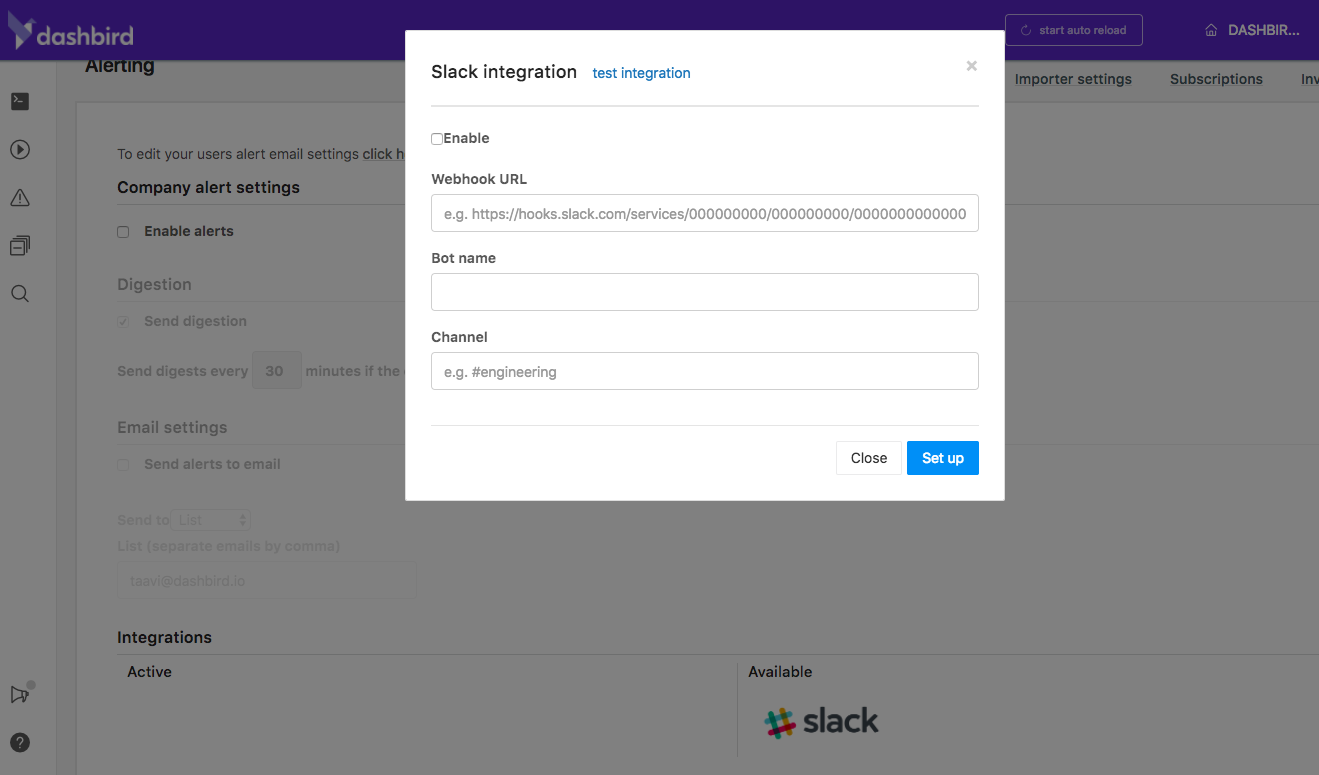 dashbird
start auto reload
DASHBIR...
Alerting
Importer settings
Subscriptions
Inv
To edit your users alert email settings click h
Company alert settings
Enable alerts
Digestion
Send digestion
Send digests every 30 minutes if the
Email settings
Send alerts to email
Send to List
List (separate emails by comma)
taavi@dashbird.io
Integrations
Active
Available
slack
Slack integration
test integration
×
Enable
Webhook URL
e.g. https://hooks.slack.com/services/000000000/000000000/0000000000000
Bot name
Channel
e.g. #engineering
Close
Set up